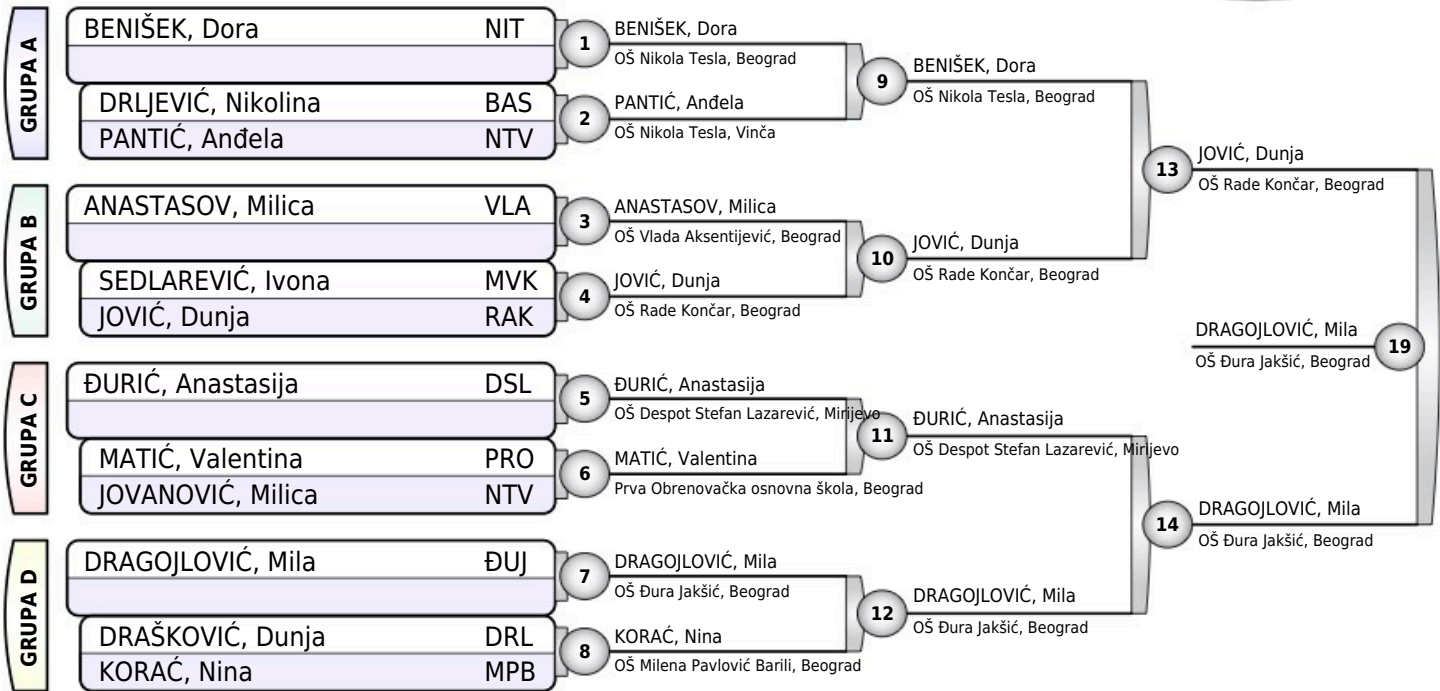 GRUPA A
BENIŠEK, Dora NIT
DRLJEVIĆ, Nikolina BAS
PANTIĆ, Anđela NTV
1
BENIŠEK, Dora
OŠ Nikola Tesla, Beograd
2
PANTIĆ, Anđela
OŠ Nikola Tesla, Vinča
9
BENIŠEK, Dora
OŠ Nikola Tesla, Beograd
GRUPA B
ANASTASOV, Milica VLA
SEDLAREVIĆ, Ivona MVK
JOVIĆ, Dunja RAK
3
ANASTASOV, Milica
OŠ Vlada Aksentijević, Beograd
4
JOVIĆ, Dunja
OŠ Rade Končar, Beograd
10
JOVIĆ, Dunja
OŠ Rade Končar, Beograd
13
JOVIĆ, Dunja
OŠ Rade Končar, Beograd
GRUPA C
ĐURIĆ, Anastasija DSL
MATIĆ, Valentina PRO
JOVANOVIĆ, Milica NTV
5
ĐURIĆ, Anastasija
OŠ Despot Stefan Lazarević, Mirijevo
6
MATIĆ, Valentina
Prva Obrenovačka osnovna škola, Beograd
11
ĐURIĆ, Anastasija
OŠ Despot Stefan Lazarević, Mirijevo
GRUPA D
DRAGOJLOVIĆ, Mila ĐUJ
DRAŠKOVIĆ, Dunja DRL
KORAĆ, Nina MPB
7
DRAGOJLOVIĆ, Mila
OŠ Đura Jakšić, Beograd
8
KORAĆ, Nina
OŠ Milena Pavlović Barili, Beograd
12
DRAGOJLOVIĆ, Mila
OŠ Đura Jakšić, Beograd
14
DRAGOJLOVIĆ, Mila
OŠ Đura Jakšić, Beograd
DRAGOJLOVIĆ, Mila
OŠ Đura Jakšić, Beograd
19